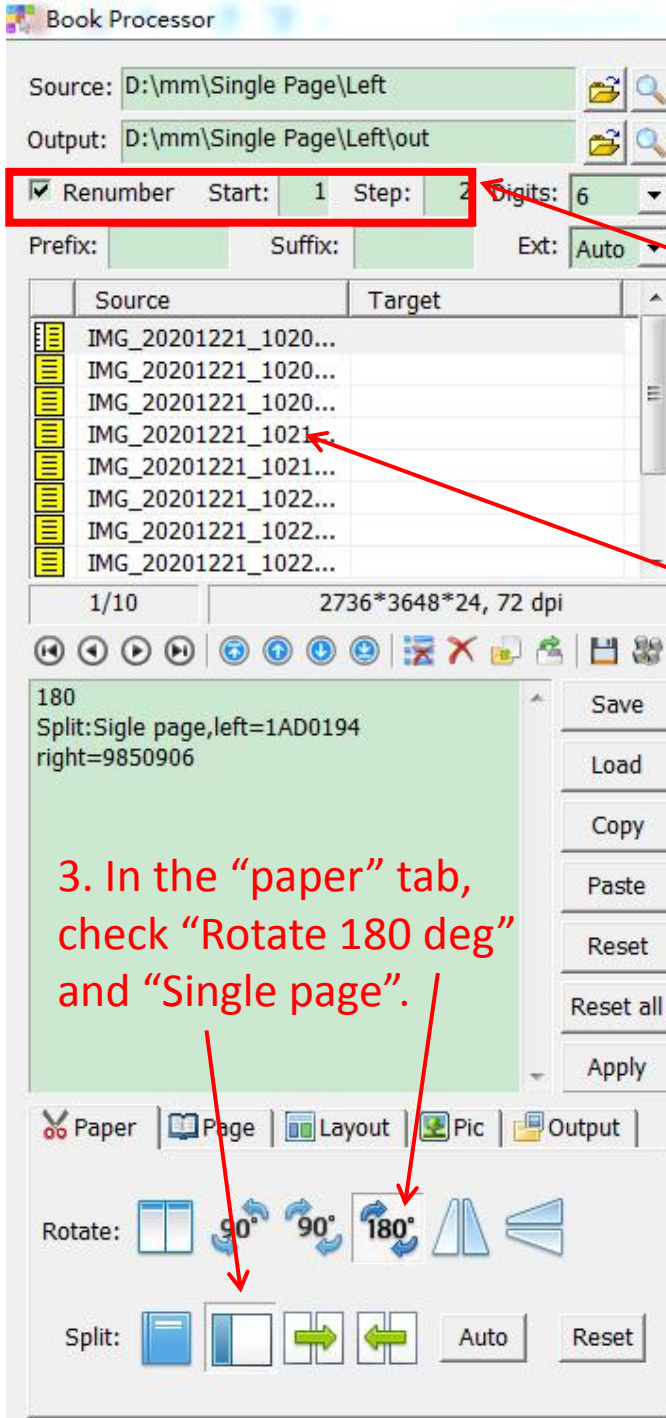 Book Processor
Source: D:\mm\Single Page\Left
Output: D:\mm\Single Page\Left\out
Renumber Start: 1 Step: 2 Digits: 6
Prefix: Suffix: Ext: Auto
Source Target
IMG_20201221_1020...
IMG_20201221_1020...
IMG_20201221_1020...
IMG_20201221_1021...
IMG_20201221_1021...
IMG_20201221_1022...
IMG_20201221_1022...
IMG_20201221_1022...
1/10 2736*3648*24, 72 dpi
180
Split:Sigle page,left=1AD0194
right=9850906
Save
Load
Copy
Paste
Reset
Reset all
Apply
3. In the “paper” tab,
check “Rotate 180 deg”
and “Single page”.
Paper Page Layout Pic Output
Rotate: 90° 90° 180°
Split: Auto Reset